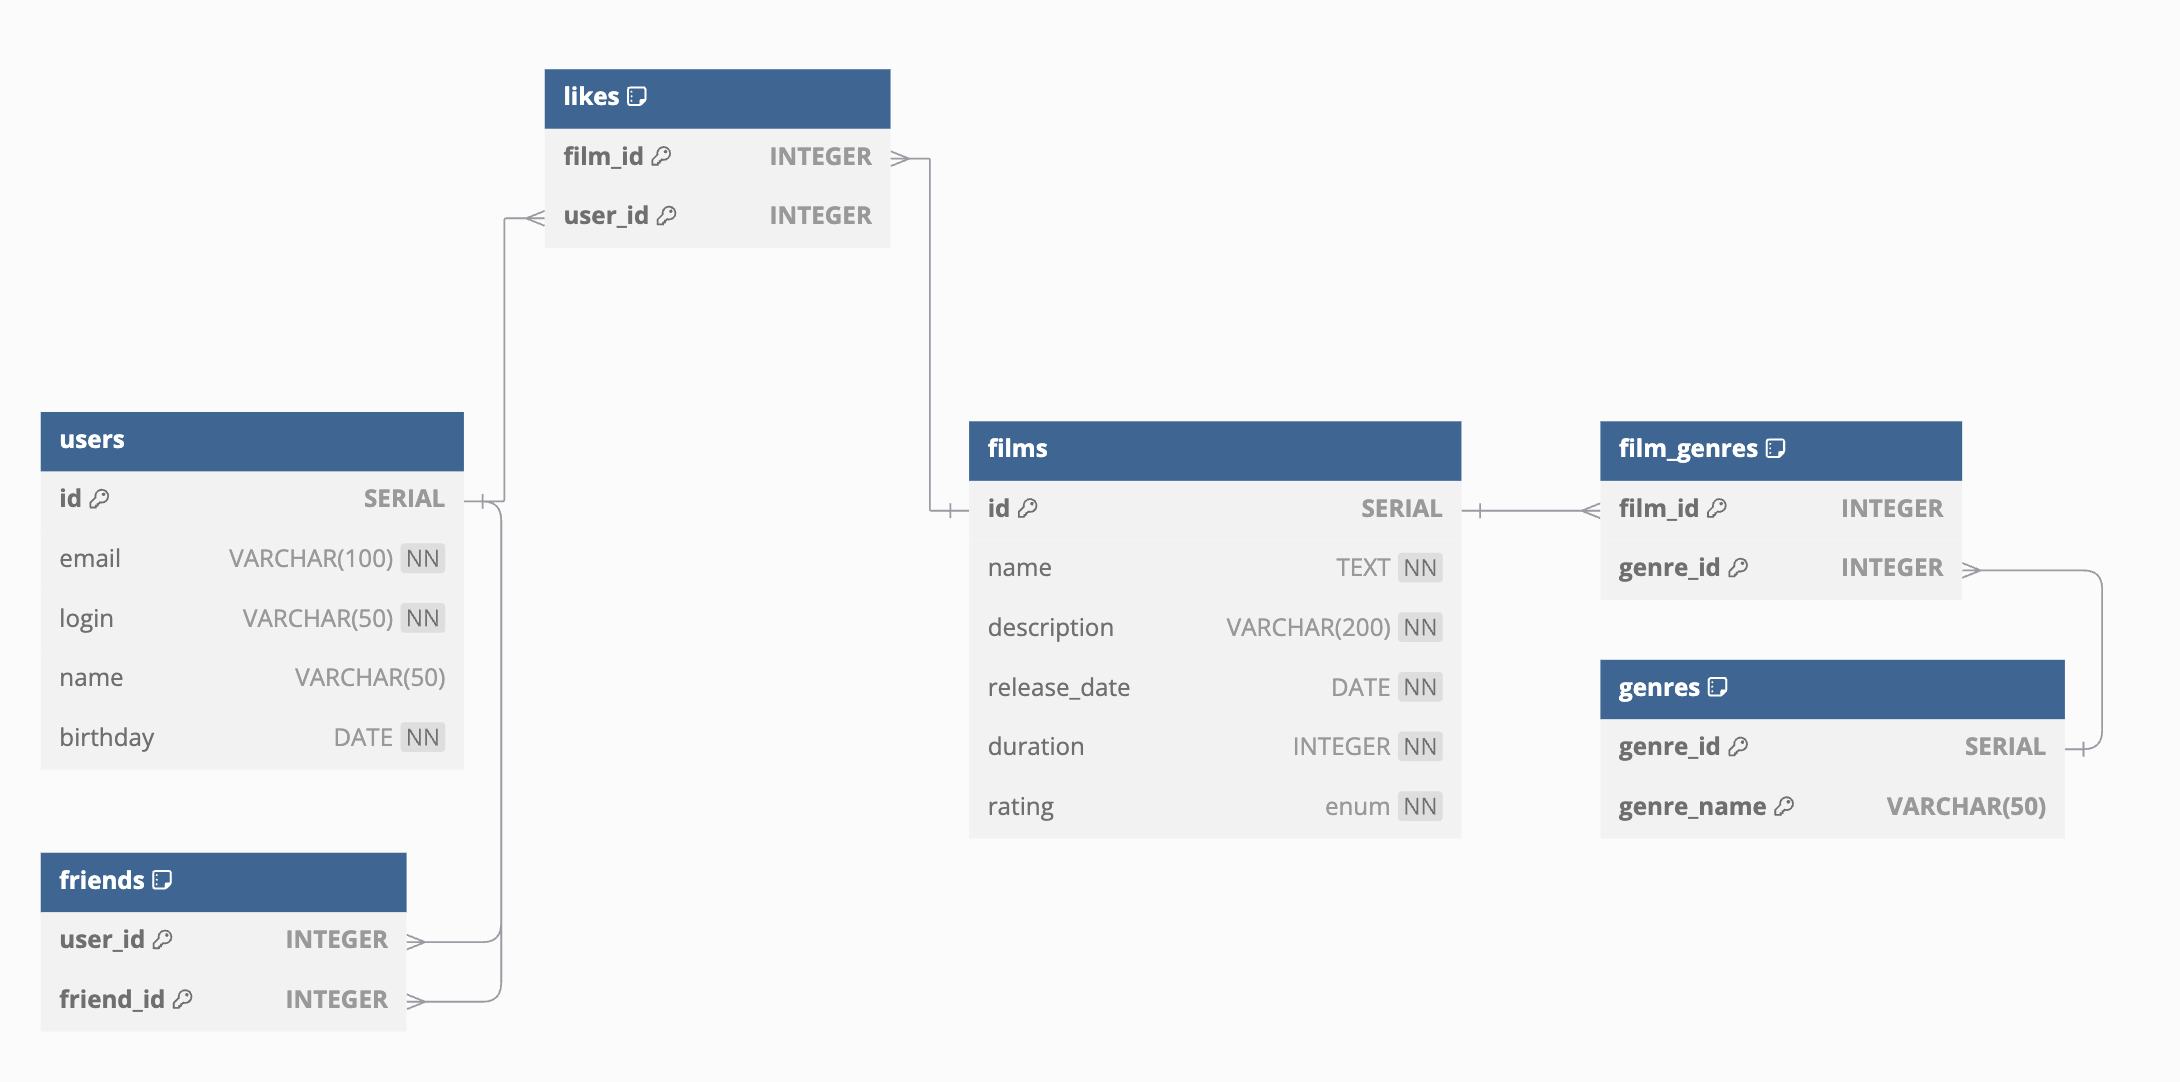 likes
film_id INTEGER
user_id INTEGER
users
id SERIAL
email VARCHAR(100) NN
login VARCHAR(50) NN
name VARCHAR(50)
birthday DATE NN
films
id SERIAL
name TEXT NN
description VARCHAR(200) NN
release_date DATE NN
duration INTEGER NN
rating enum NN
film_genres
film_id INTEGER
genre_id INTEGER
genres
genre_id SERIAL
genre_name VARCHAR(50)
friends
user_id INTEGER
friend_id INTEGER